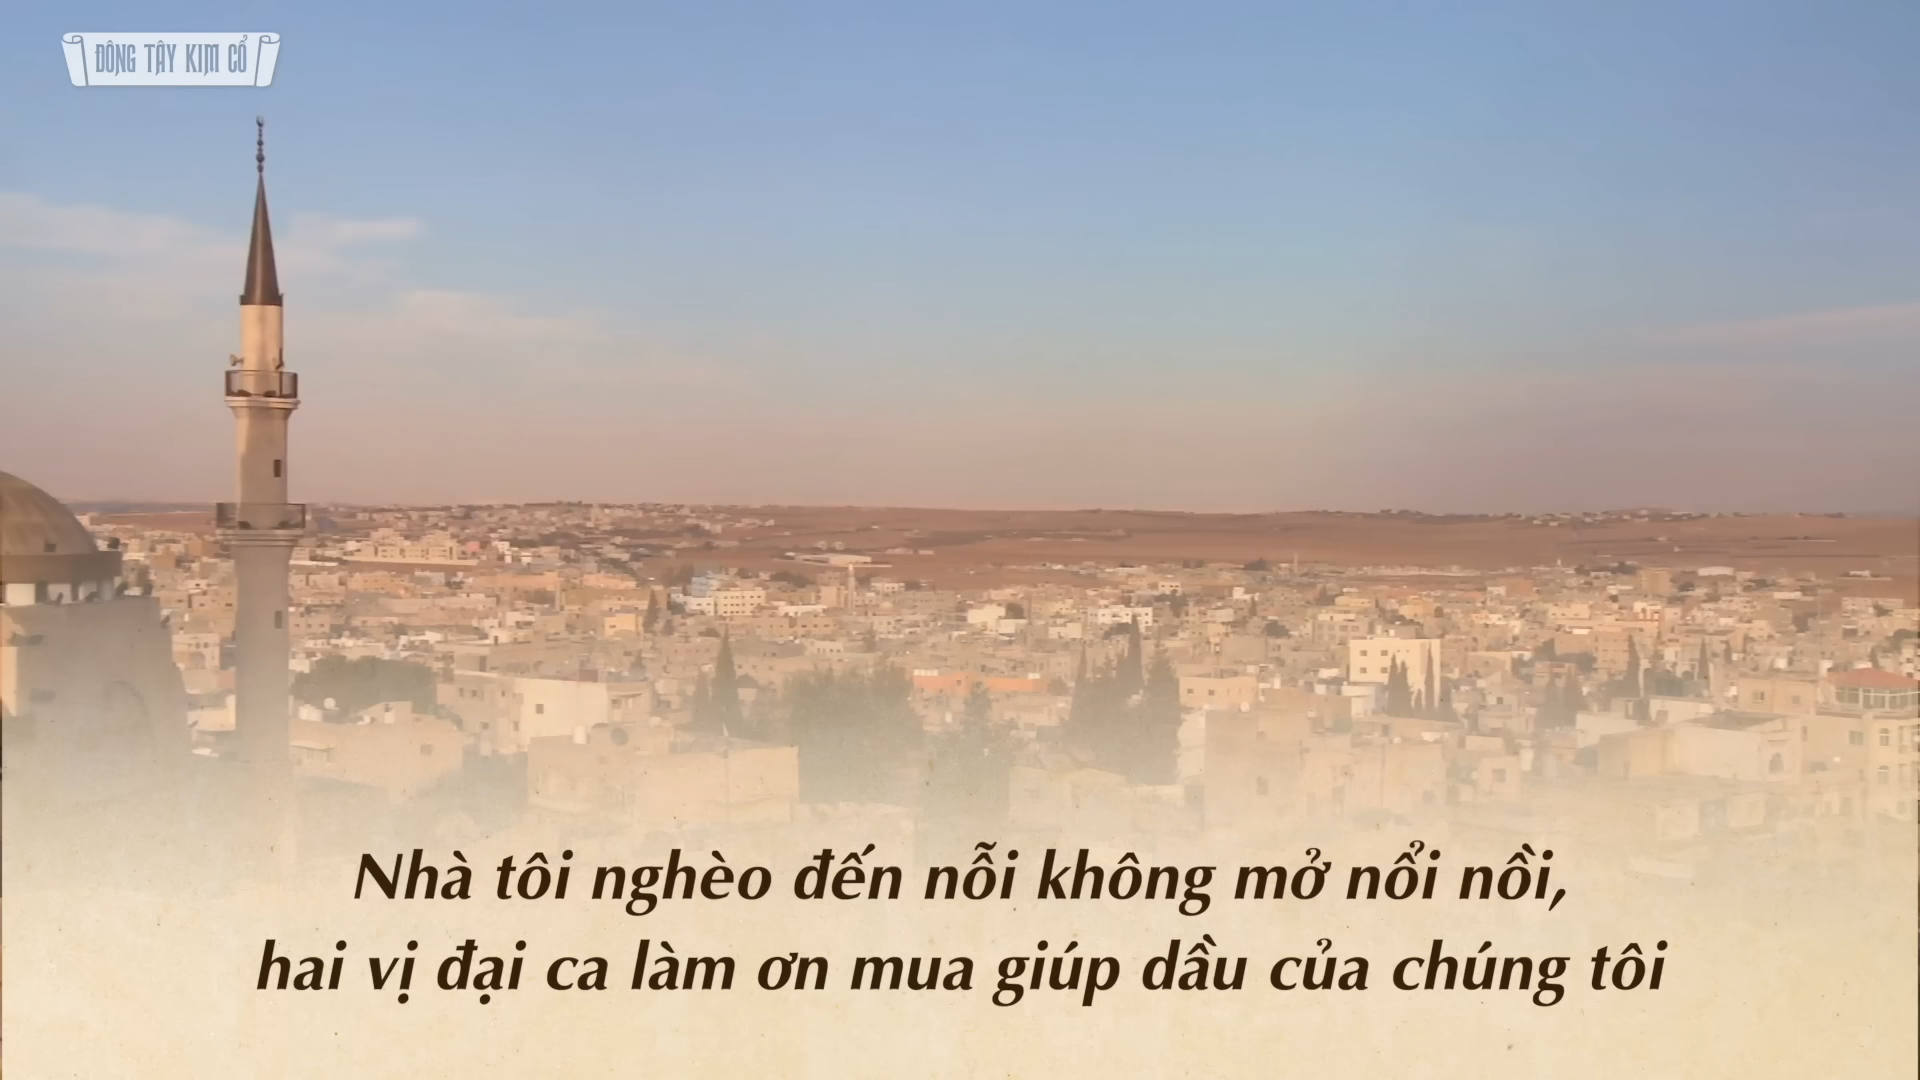 ĐÔNG TÂY KIM CỔ
Nhà tôi nghèo đến nỗi không mở nổi nồi,
hai vị đại ca làm ơn mua giúp dầu của chúng tôi